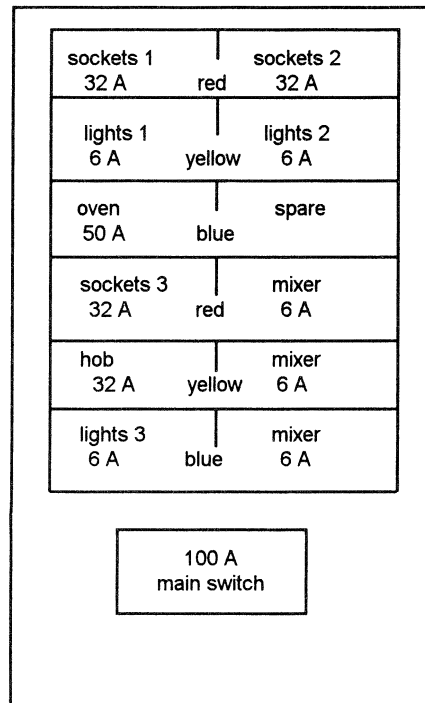 sockets 1 sockets 2
32 A red 32 A
lights 1 lights 2
6 A yellow 6 A
oven spare
50 A blue
sockets 3 mixer
32 A red 6 A
hob mixer
32 A yellow 6 A
lights 3 mixer
6 A blue 6 A
100 A
main switch